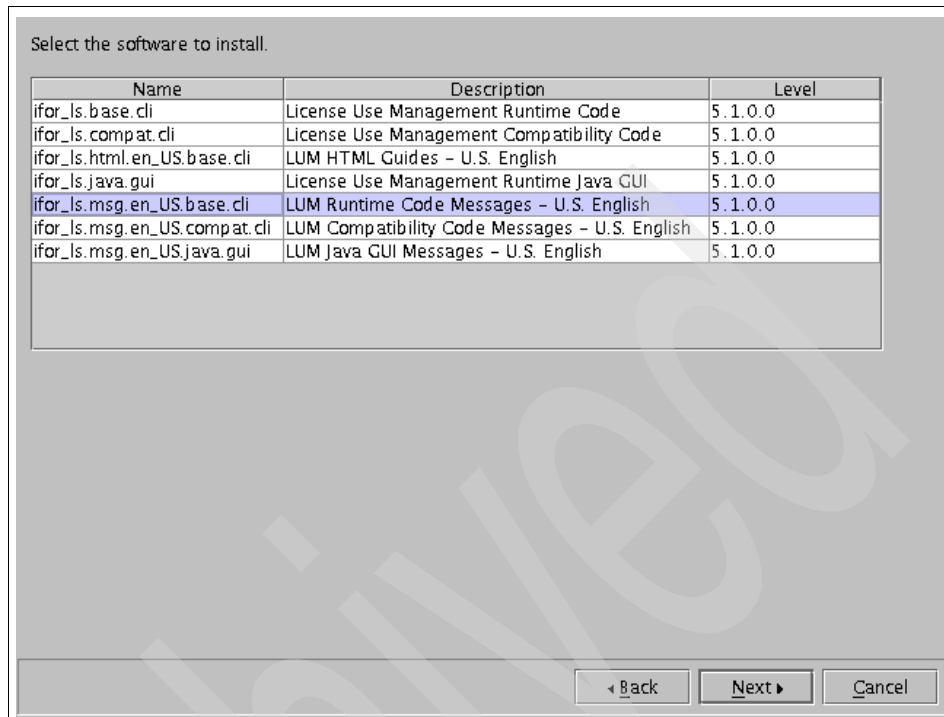 Select the software to install.
Name Description Level
ifor_ls.base.cli License Use Management Runtime Code 5.1.0.0
ifor_ls.compat.cli License Use Management Compatibility Code 5.1.0.0
ifor_ls.html.en_US.base.cli LUM HTML Guides – U.S. English 5.1.0.0
ifor_ls.java.gui License Use Management Runtime Java GUI 5.1.0.0
ifor_ls.msg.en_US.base.cli LUM Runtime Code Messages – U.S. English 5.1.0.0
ifor_ls.msg.en_US.compat.cli LUM Compatibility Code Messages – U.S. English 5.1.0.0
ifor_ls.msg.en_US.java.gui LUM Java GUI Messages – U.S. English 5.1.0.0
Back Next Cancel